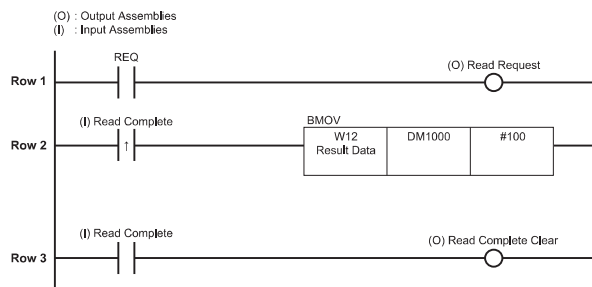 (O) : Output Assemblies
(I) : Input Assemblies
REQ
(O) Read Request
Row 1
(I) Read Complete
BMOV
Row 2
↑
W12
Result Data
DM1000
#100
(I) Read Complete
(O) Read Complete Clear
Row 3